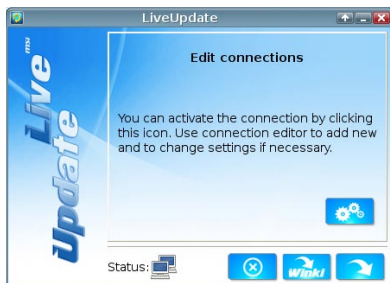 LiveUpdate
msi
Live
Update
Edit connections
You can activate the connection by clicking
this icon. Use connection editor to add new
and to change settings if necessary.
Status:
Winki